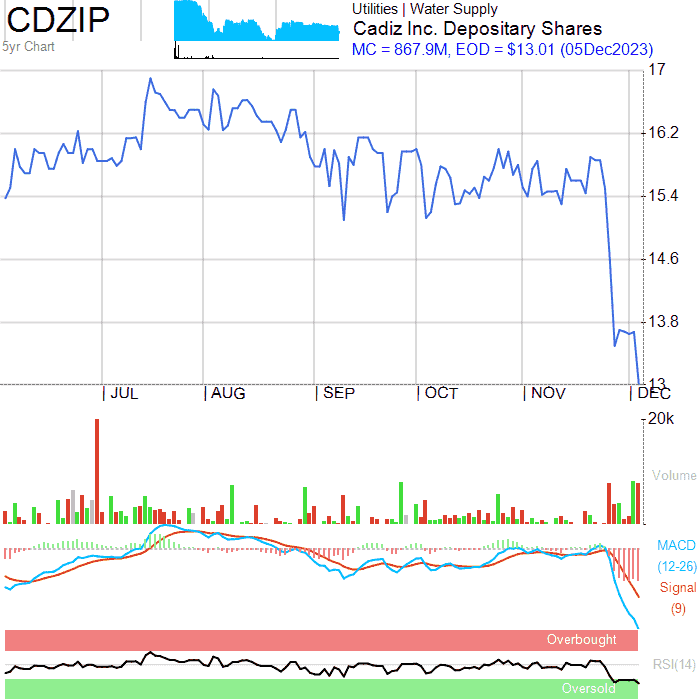 CDZIP
5yr Chart
Utilities | Water Supply
Cadiz Inc. Depositary Shares
MC = 867.9M, EOD = $13.01 (05Dec2023)
17
16.2
15.4
14.6
13.8
13
| JUL
| AUG
| SEP
| OCT
| NOV
| DEC
20k
Volume
MACD
(12-26)
Signal
(9)
Overbought
RSI(14)
Oversold